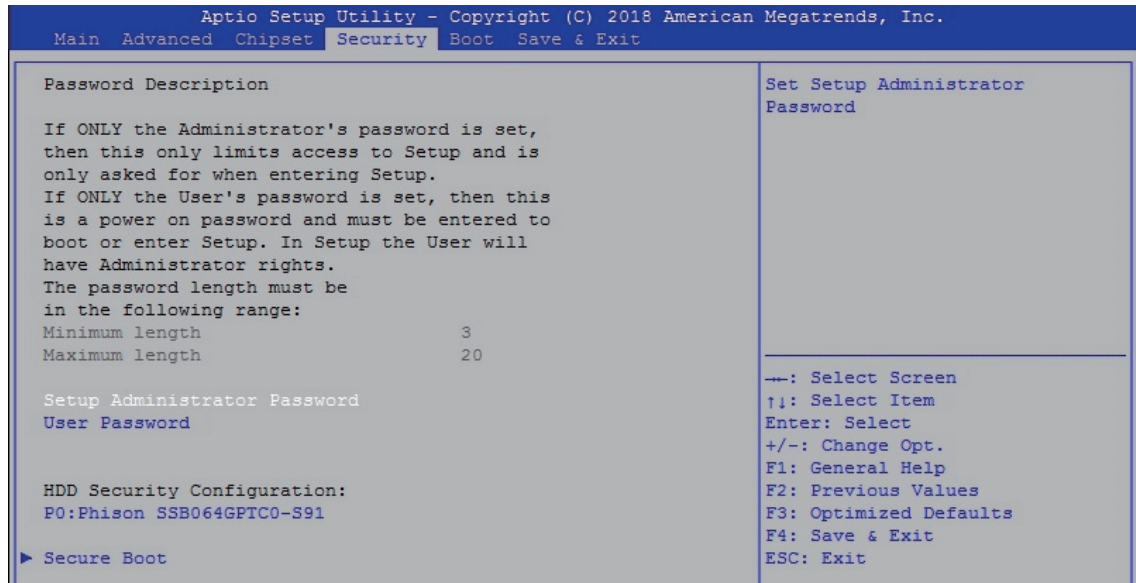 Aptio Setup Utility - Copyright (C) 2018 American Megatrends, Inc.
Main Advanced Chipset Security Boot Save & Exit
Password Description
If ONLY the Administrator's password is set,
then this only limits access to Setup and is
only asked for when entering Setup.
If ONLY the User's password is set, then this
is a power on password and must be entered to
boot or enter Setup. In Setup the User will
have Administrator rights.
The password length must be
in the following range:
Minimum length 3
Maximum length 20
Setup Administrator Password
User Password
HDD Security Configuration:
P0:Phison SSB064GPTC0-S91
► Secure Boot
Set Setup Administrator
Password
→←: Select Screen
↑↓: Select Item
Enter: Select
+/-: Change Opt.
F1: General Help
F2: Previous Values
F3: Optimized Defaults
F4: Save & Exit
ESC: Exit